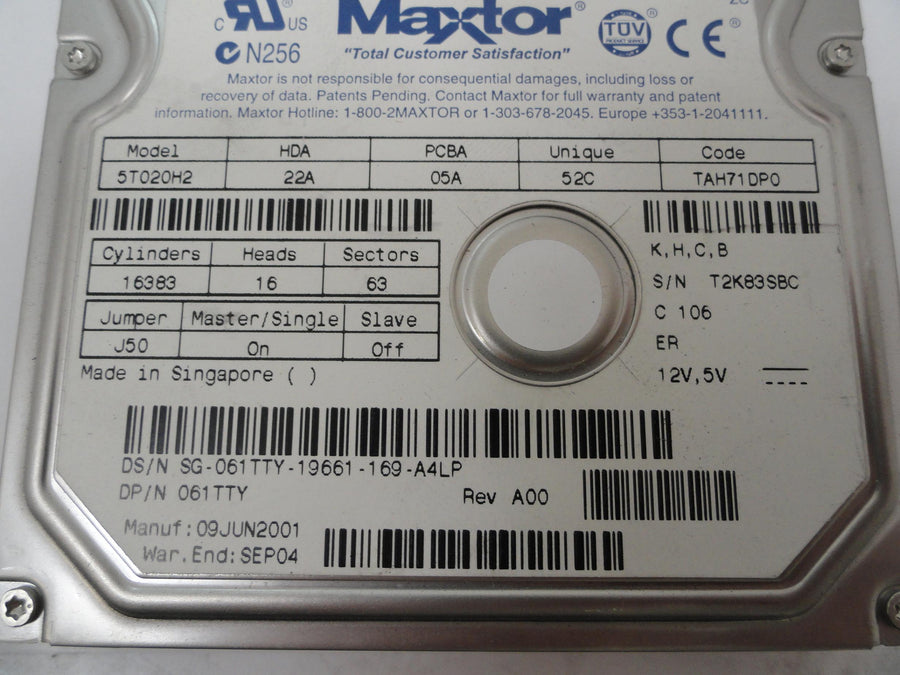 c US
N256
Maxtor®
"Total Customer Satisfaction"
TÜV
PRODUCT SERVICE
CE
Maxtor is not responsible for consequential damages, including loss or
recovery of data. Patents Pending. Contact Maxtor for full warranty and patent
information. Maxtor Hotline: 1-800-2MAXTOR or 1-303-678-2045. Europe +353-1-2041111.
Model HDA PCBA Unique Code
5T020H2 22A 05A 52C TAH71DP0
Cylinders Heads Sectors
16383 16 63
K,H,C,B
S/N T2K83SBC
C 106
ER
12V,5V
Jumper Master/Single Slave
J50 On Off
Made in Singapore ( )
DS/N SG-061TTY-19661-169-A4LP
DP/N 061TTY Rev A00
Manuf:09JUN2001
War.End:SEP04